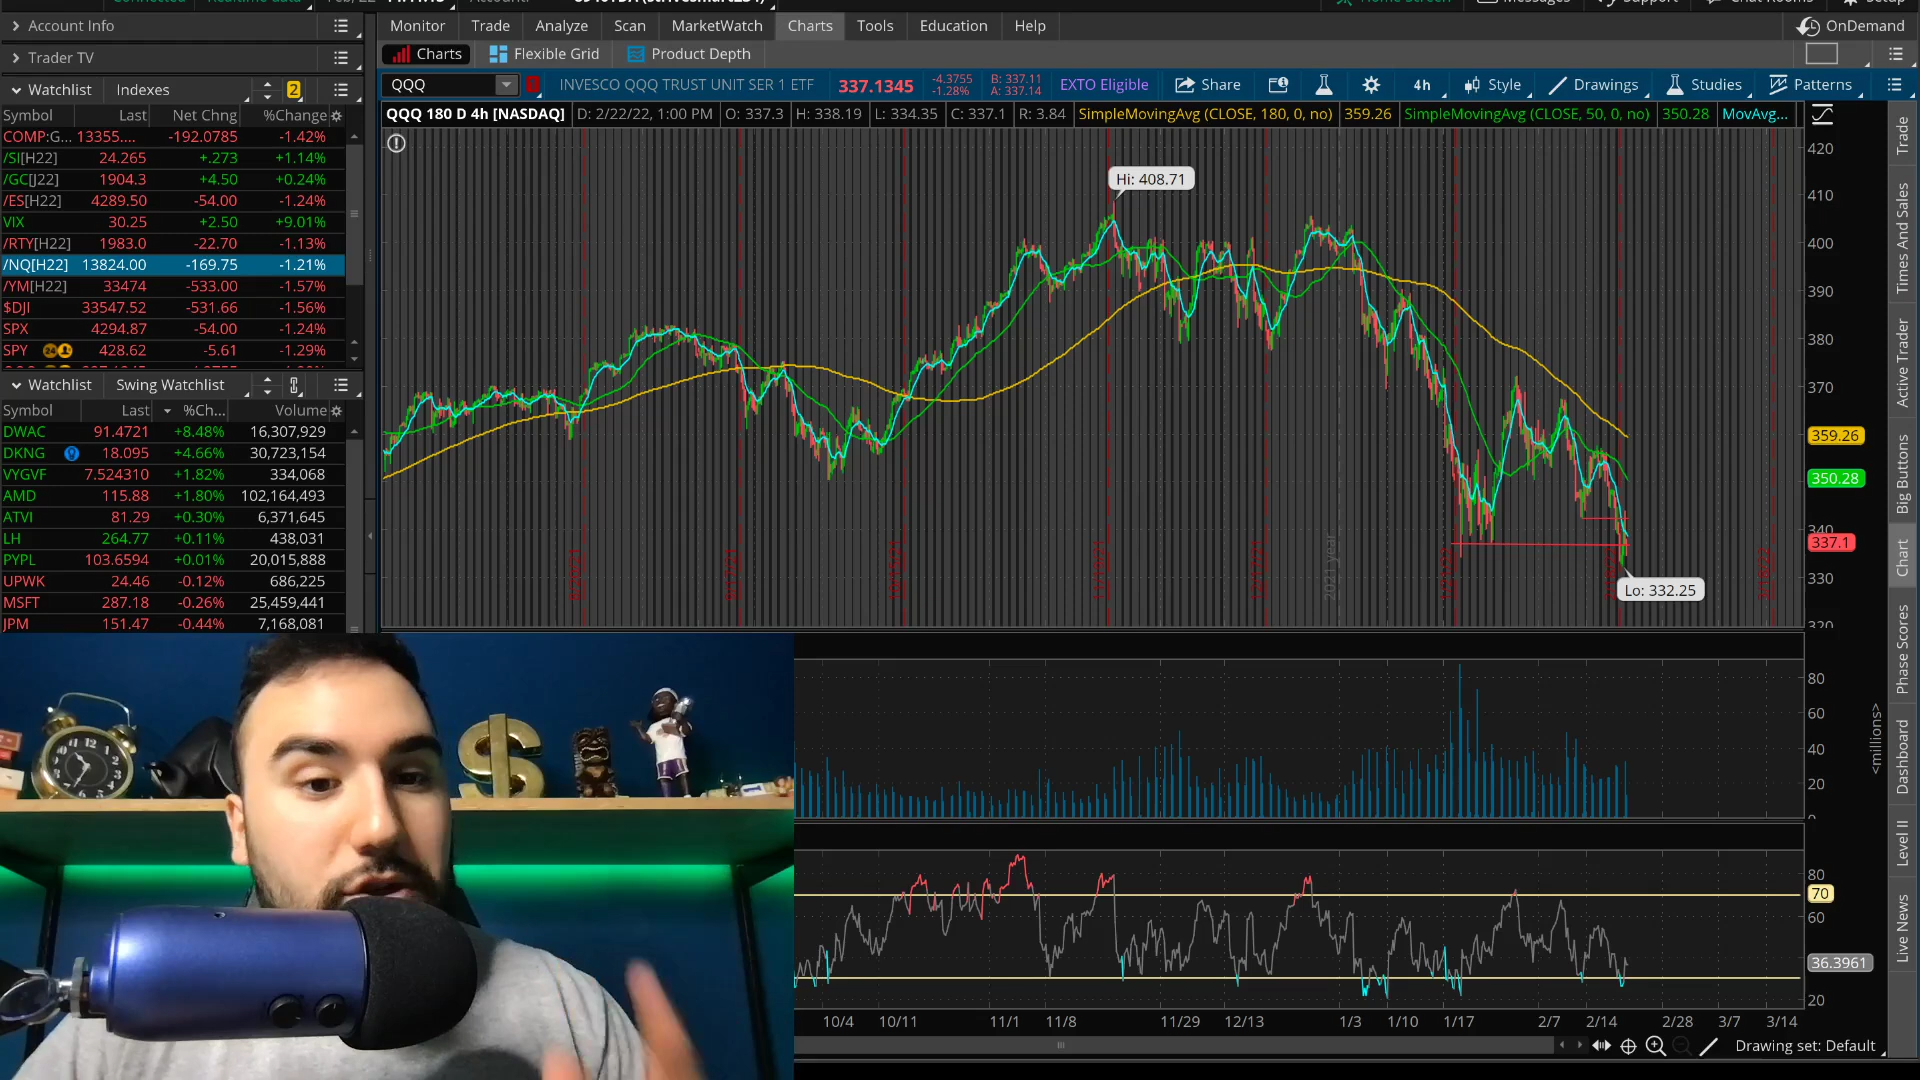 Account Info
Trader TV
Watchlist Indexes 2
Symbol Last Net Chng %Change
COMP:G... 13355.... -192.0785 -1.42%
/SI[H22] 24.265 +.273 +1.14%
/GC[J22] 1904.3 +4.50 +0.24%
/ES[H22] 4289.50 -54.00 -1.24%
VIX 30.25 +2.50 +9.01%
/RTY[H22] 1983.0 -22.70 -1.13%
/NQ[H22] 13824.00 -169.75 -1.21%
/YM[H22] 33474 -533.00 -1.57%
$DJI 33547.52 -531.66 -1.56%
SPX 4294.87 -54.00 -1.24%
SPY 428.62 -5.61 -1.29%
Watchlist Swing Watchlist
Symbol Last %Ch... Volume
DWAC 91.4721 +8.48% 16,307,929
DKNG 18.095 +4.66% 30,723,154
VYGVF 7.524310 +1.82% 334,068
AMD 115.88 +1.80% 102,164,493
ATVI 81.29 +0.30% 6,371,645
LH 264.77 +0.11% 438,031
PYPL 103.6594 +0.01% 20,015,888
UPWK 24.46 -0.12% 686,225
MSFT 287.18 -0.26% 25,459,441
JPM 151.47 -0.44% 7,168,081
Monitor Trade Analyze Scan MarketWatch Charts Tools Education Help
OnDemand
Charts Flexible Grid Product Depth
QQQ INVESCO QQQ TRUST UNIT SER 1 ETF 337.1345 -4.3755 -1.28% B: 337.11 A: 337.14 EXTO Eligible Share 4h Style Drawings Studies Patterns
QQQ 180 D 4h [NASDAQ] D: 2/22/22, 1:00 PM O: 337.3 H: 338.19 L: 334.35 C: 337.1 R: 3.84 SimpleMovingAvg (CLOSE, 180, 0, no) 359.26 SimpleMovingAvg (CLOSE, 50, 0, no) 350.28 MovAvg...
Hi: 408.71
Lo: 332.25
2021 year
420
410
400
390
380
370
359.26
350.28
340
337.1
330
320
80
60
40
20
0
<millions>
80
70
60
36.3961
20
10/4 10/11 11/1 11/8 11/29 12/13 1/3 1/10 1/17 2/7 2/14 2/28 3/7 3/14
Drawing set: Default
Trade
Times And Sales
Active Trader
Big Buttons
Chart
Phase Scores
Dashboard
Level II
Live News